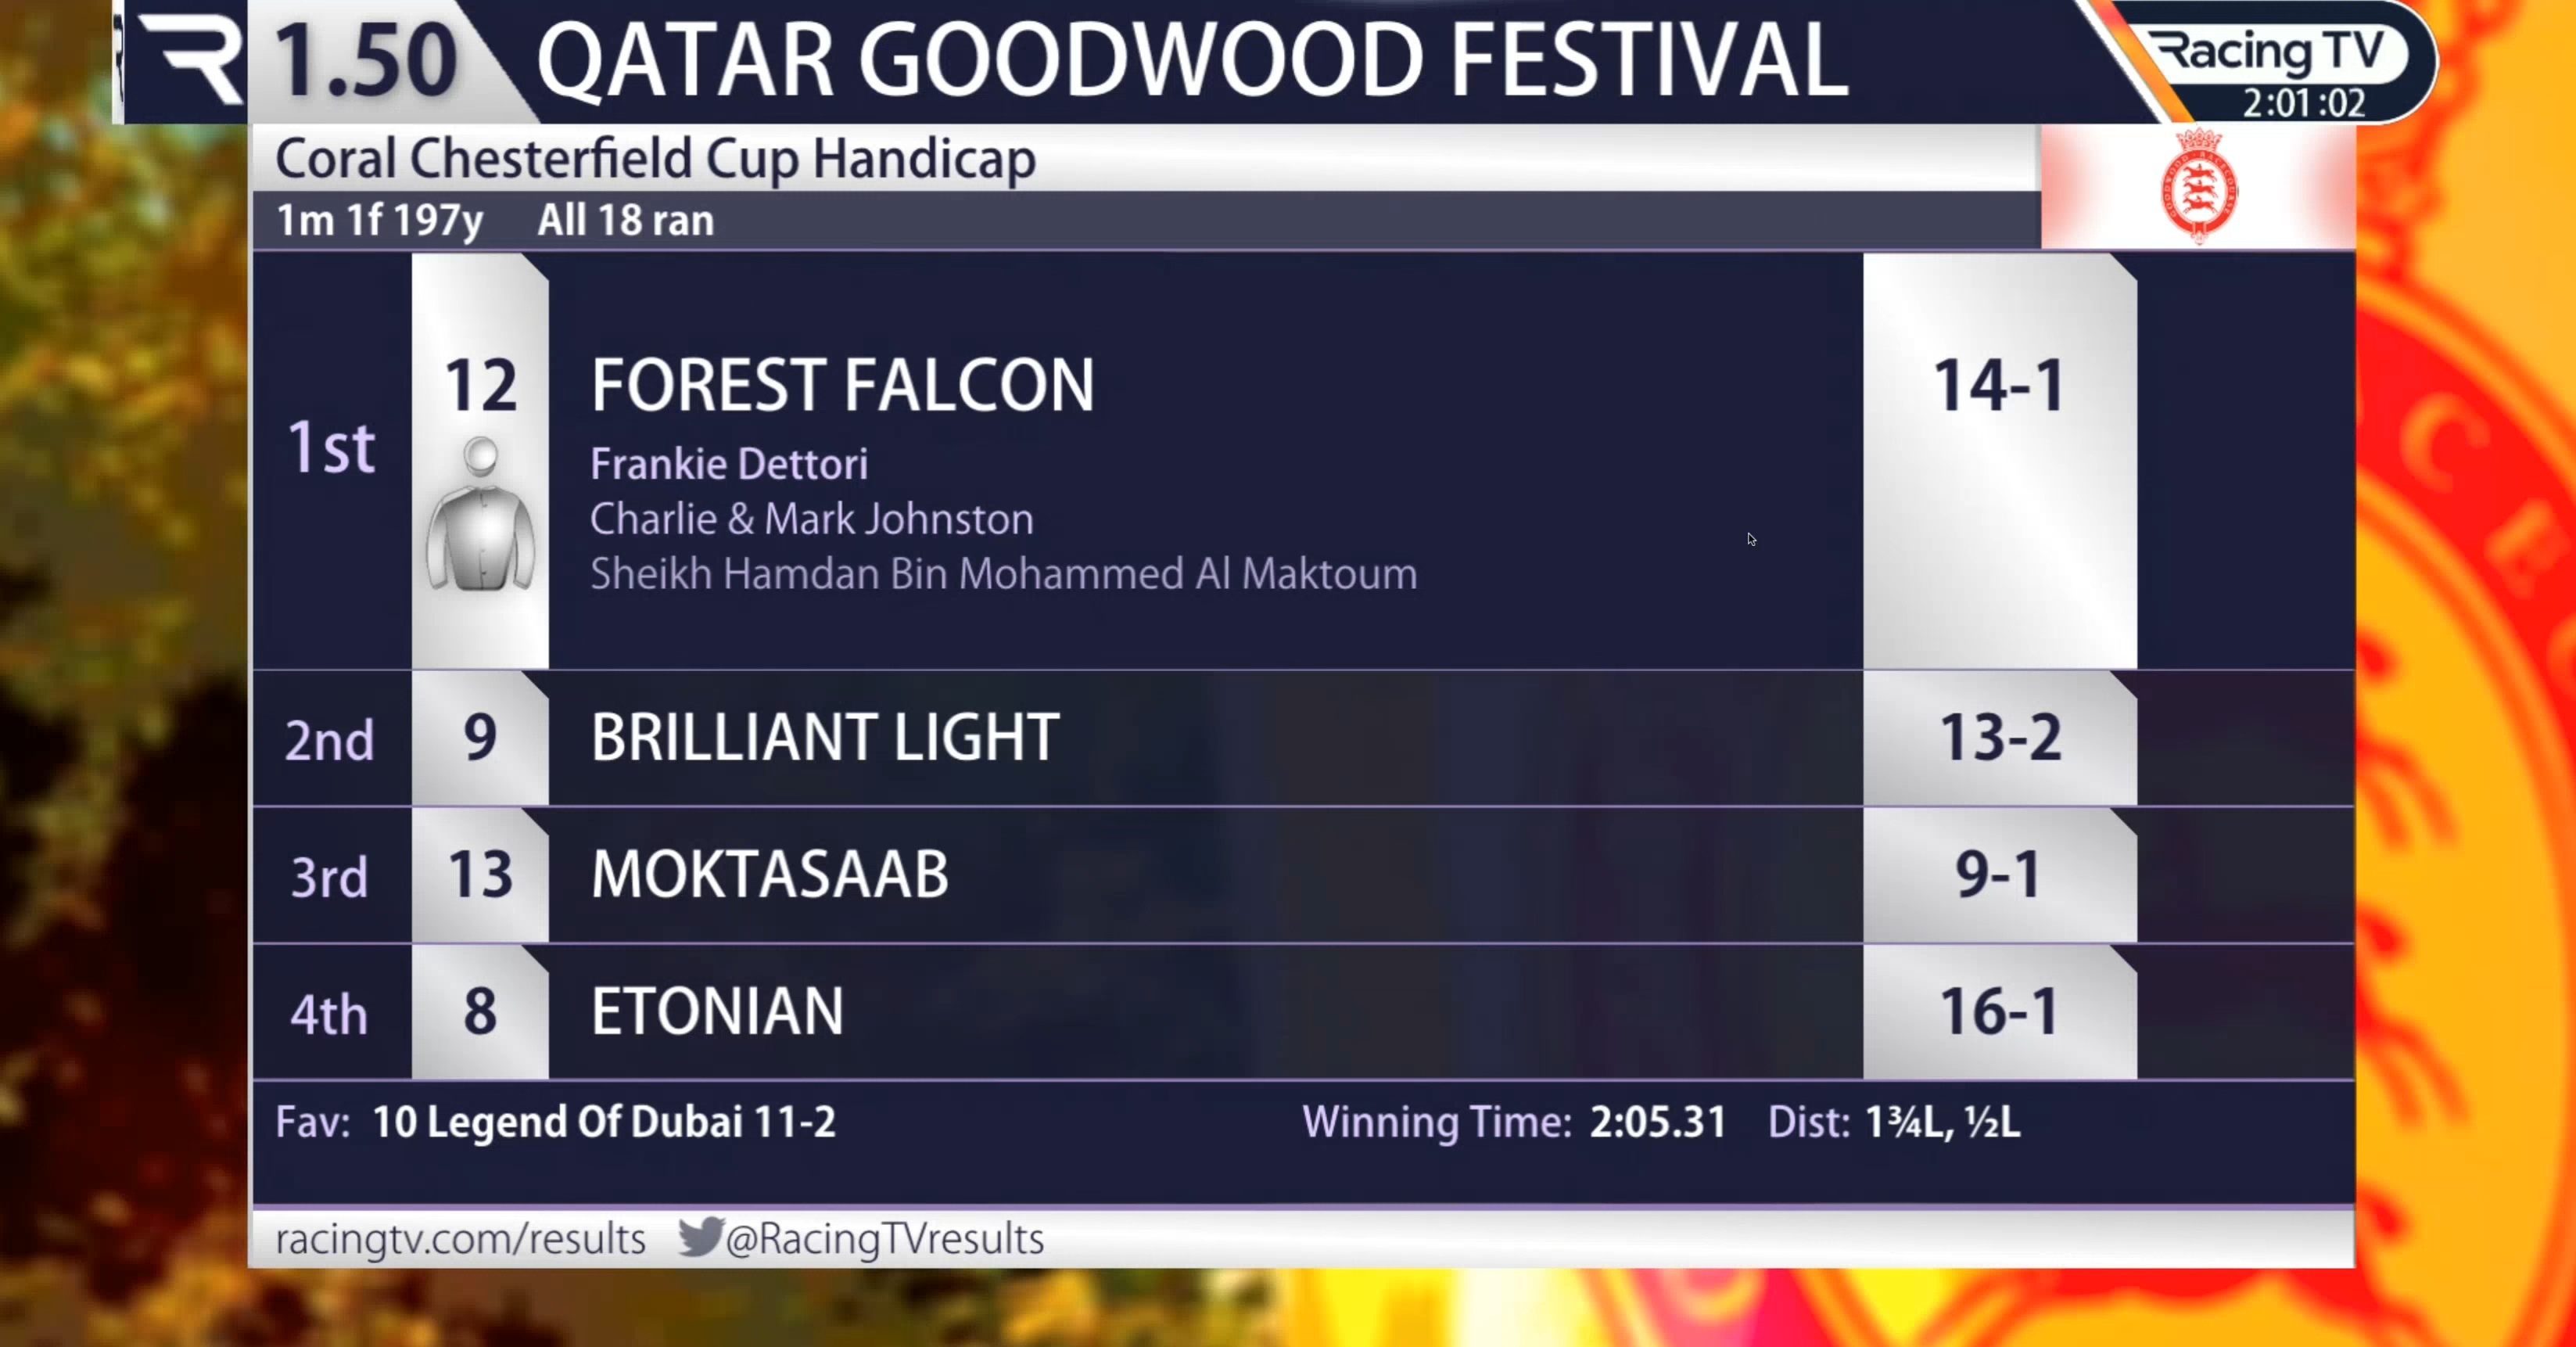 1.50 QATAR GOODWOOD FESTIVAL
Racing TV
2:01:02
Coral Chesterfield Cup Handicap
1m 1f 197y All 18 ran
1st 12 FOREST FALCON 14-1
Frankie Dettori
Charlie & Mark Johnston
Sheikh Hamdan Bin Mohammed Al Maktoum
2nd 9 BRILLIANT LIGHT 13-2
3rd 13 MOKTASAAB 9-1
4th 8 ETONIAN 16-1
Fav: 10 Legend Of Dubai 11-2 Winning Time: 2:05.31 Dist: 1¾L, ½L
racingtv.com/results @RacingTVresults